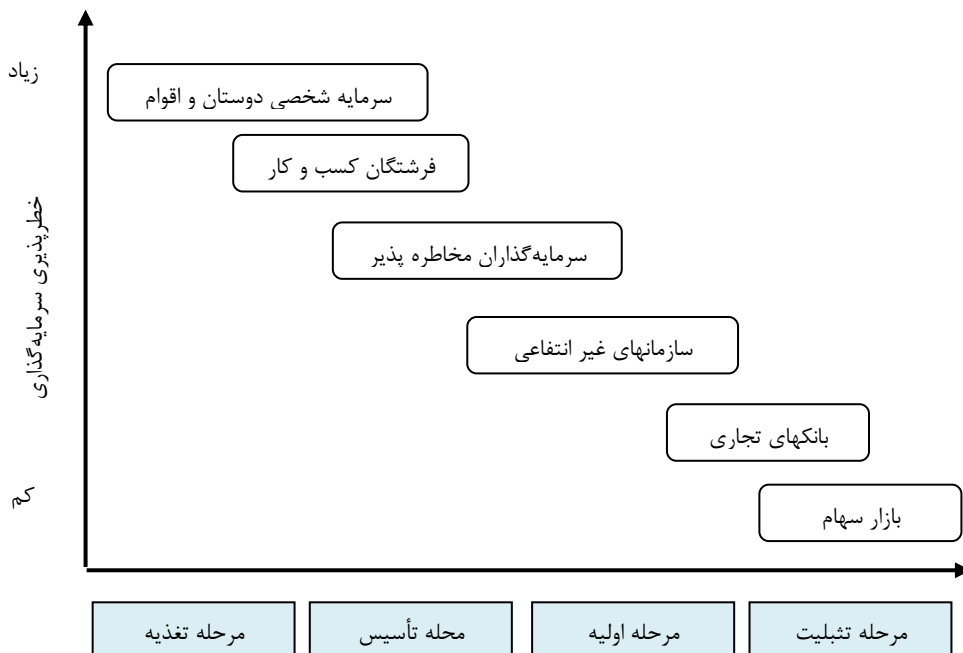 زیاد
سرمایه شخصی دوستان و اقوام
فرشتگان کسب و کار
سرمایه‌گذاران مخاطره پذیر
سازمانهای غیر انتفاعی
بانکهای تجاری
بازار سهام
خطرپذیری سرمایه‌گذاری
کم
مرحله تغذیه
محله تأسیس
مرحله اولیه
مرحله تثبلیت